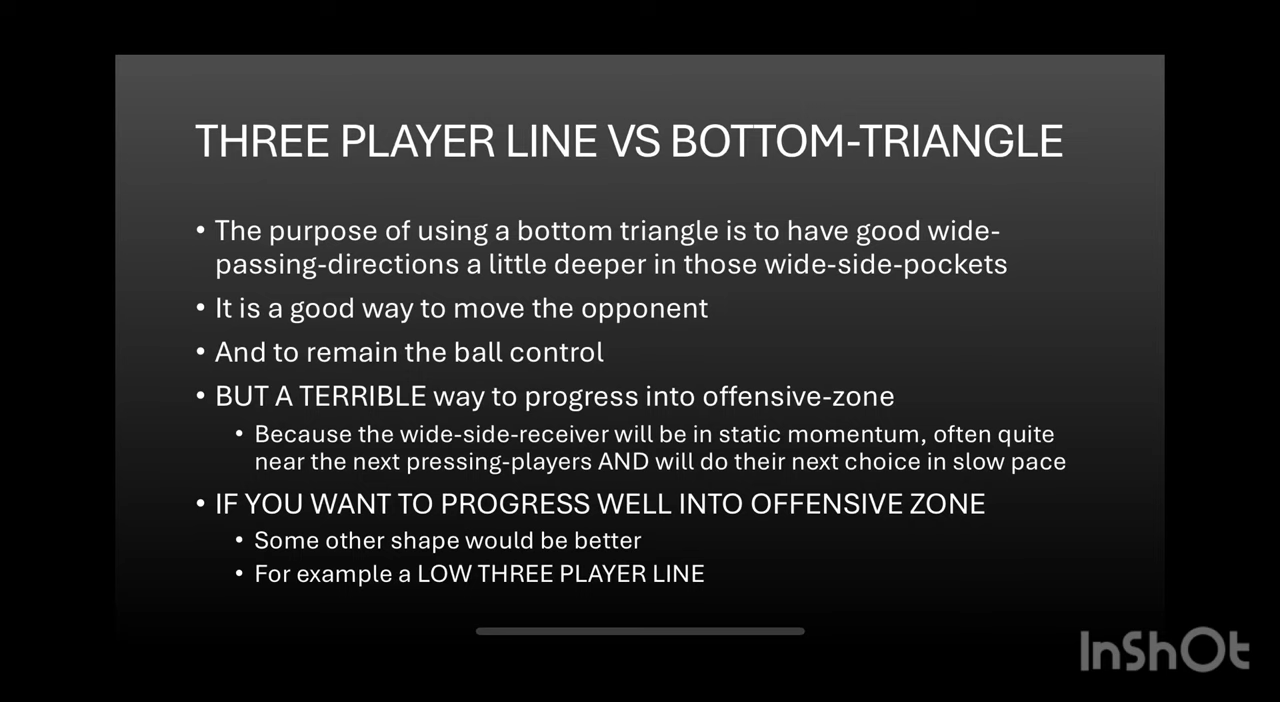 THREE PLAYER LINE VS BOTTOM-TRIANGLE
• The purpose of using a bottom triangle is to have good wide-
passing-directions a little deeper in those wide-side-pockets
• It is a good way to move the opponent
• And to remain the ball control
• BUT A TERRIBLE way to progress into offensive-zone
• Because the wide-side-receiver will be in static momentum, often quite
near the next pressing-players AND will do their next choice in slow pace
• IF YOU WANT TO PROGRESS WELL INTO OFFENSIVE ZONE
• Some other shape would be better
• For example a LOW THREE PLAYER LINE
InShOt